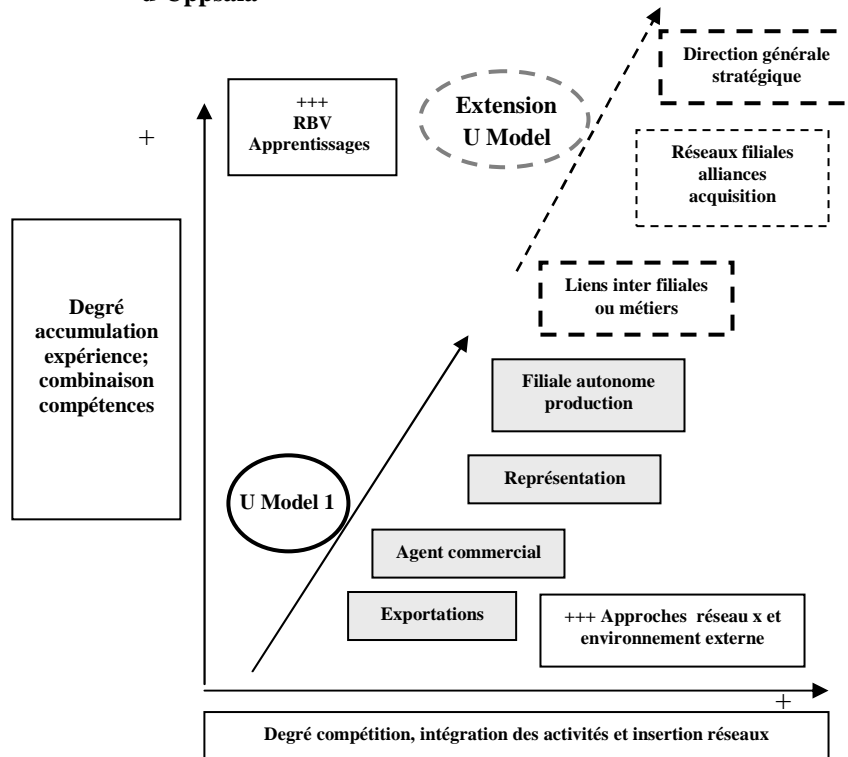 d'Uppsala
+++
RBV
Apprentissages
Extension
U Model
Direction générale
stratégique
+
Réseaux filiales
alliances
acquisition
Liens inter filiales
ou métiers
Degré
accumulation
expérience;
combinaison
compétences
Filiale autonome
production
Représentation
U Model 1
Agent commercial
Exportations
+++ Approches réseau x et
environnement externe
+
Degré compétition, intégration des activités et insertion réseaux